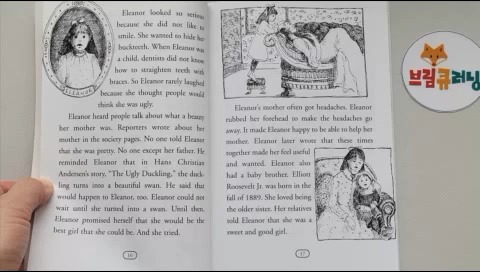 Eleanor looked so serious
because she did not like to
smile. She wanted to hide her
buckteeth. When Eleanor was
a child, dentists did not know
how to straighten teeth with
braces. So Eleanor rarely laughed
because she thought people would
think she was ugly.
ELEANOR
Eleanor heard people talk about what a beauty
her mother was. Reporters wrote about her
mother in the society pages. No one told Eleanor
that she was pretty. No one except her father. He
reminded Eleanor that in Hans Christian
Andersen's story, "The Ugly Duckling," the duck-
ling turns into a beautiful swan. He said that
would happen to Eleanor, too. Eleanor could not
wait until she turned into a swan. Until then,
Eleanor promised herself that she would be the
best girl that she could be. And she tried.
16
Eleanor's mother often got headaches. Eleanor
rubbed her forehead to make the headaches go
away. It made Eleanor happy to be able to help her
mother. Eleanor later wrote that these times
together made her feel useful
and wanted. Eleanor also
had a baby brother. Elliott
Roosevelt Jr. was born in the
fall of 1889. She loved being
the older sister. Her relatives
told Eleanor that she was a
sweet and good girl.
17
브림큐
러닝